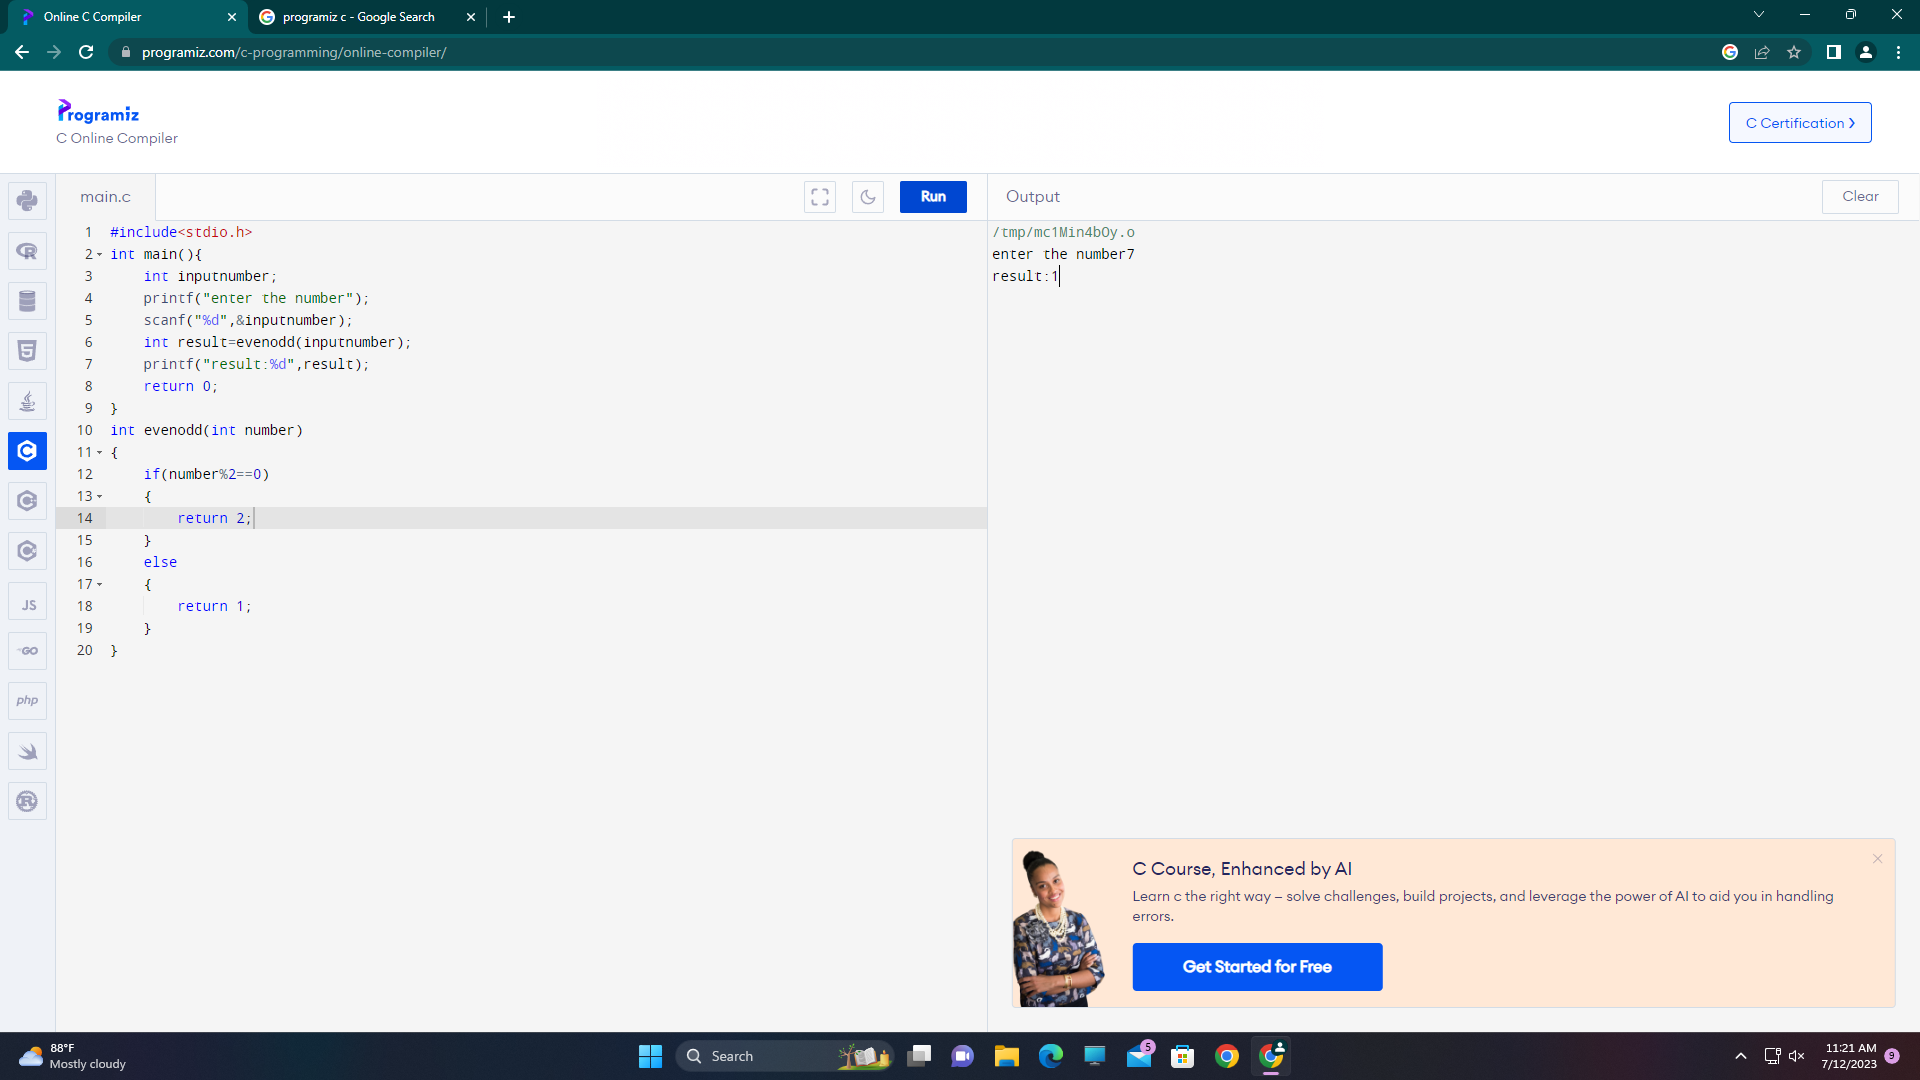 Online C Compiler
programiz c - Google Search
programiz.com/c-programming/online-compiler/
Programiz
C Online Compiler
C Certification
main.c
Run
Output
Clear
1 #include<stdio.h>
2 int main(){
3 int inputnumber;
4 printf("enter the number");
5 scanf("%d",&inputnumber);
6 int result=evenodd(inputnumber);
7 printf("result:%d",result);
8 return 0;
9 }
10 int evenodd(int number)
11 {
12 if(number%2==0)
13 {
14 return 2;
15 }
16 else
17 {
18 return 1;
19 }
20 }
/tmp/mc1Min4bOy.o
enter the number7
result:1
JS
GO
php
C Course, Enhanced by AI
Learn c the right way – solve challenges, build projects, and leverage the power of AI to aid you in handling
errors.
Get Started for Free
88°F
Mostly cloudy
Search
5
11:21 AM
7/12/2023
9